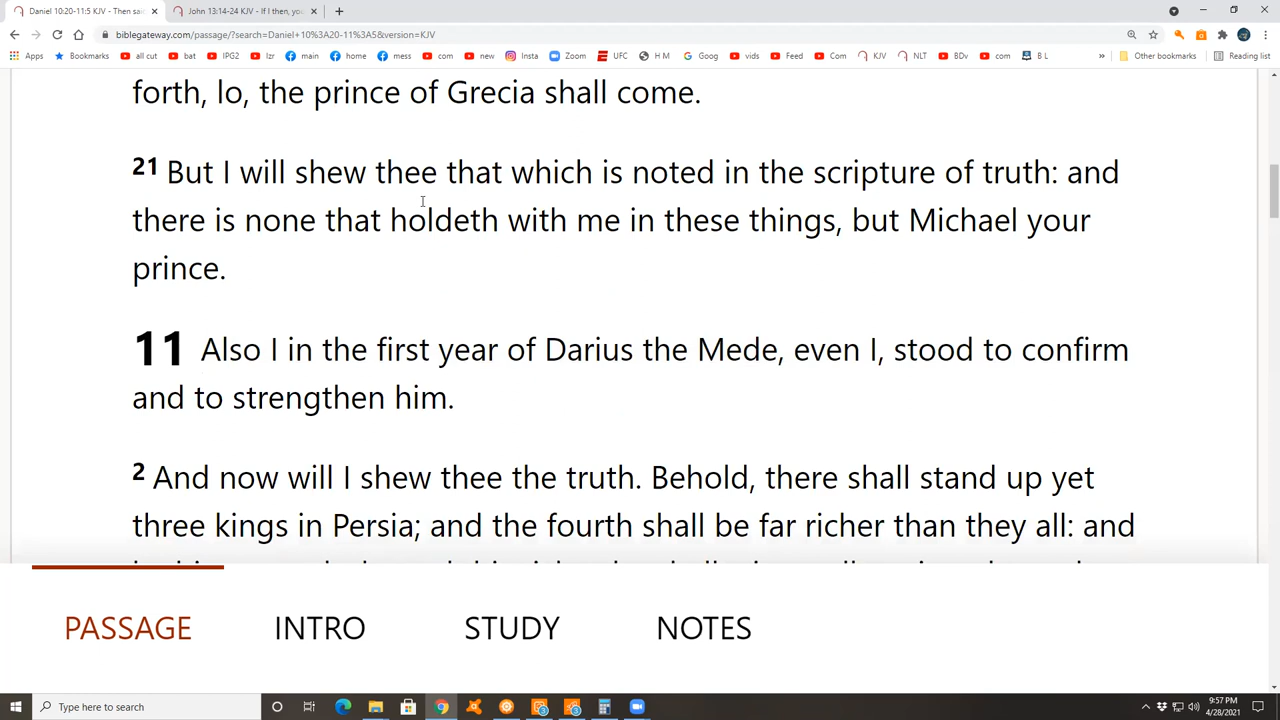 Daniel 10:20-11:5 KJV - Then sai
John 13:14-24 KJV - If I then, yo
biblegateway.com/passage/?search=Daniel+10%3A20-11%3A5&version=KJV
Apps Bookmarks all cut bat IPG2 Izr main home mess com new Insta Zoom UFC H M Goog vids Feed Com KJV NLT BDv com B L » Other bookmarks Reading list
forth, lo, the prince of Grecia shall come.
21 But I will shew thee that which is noted in the scripture of truth: and
there is none that holdeth with me in these things, but Michael your
prince.
11 Also I in the first year of Darius the Mede, even I, stood to confirm
and to strengthen him.
2 And now will I shew thee the truth. Behold, there shall stand up yet
three kings in Persia; and the fourth shall be far richer than they all: and
PASSAGE INTRO STUDY NOTES
Type here to search
9:57 PM
4/28/2021